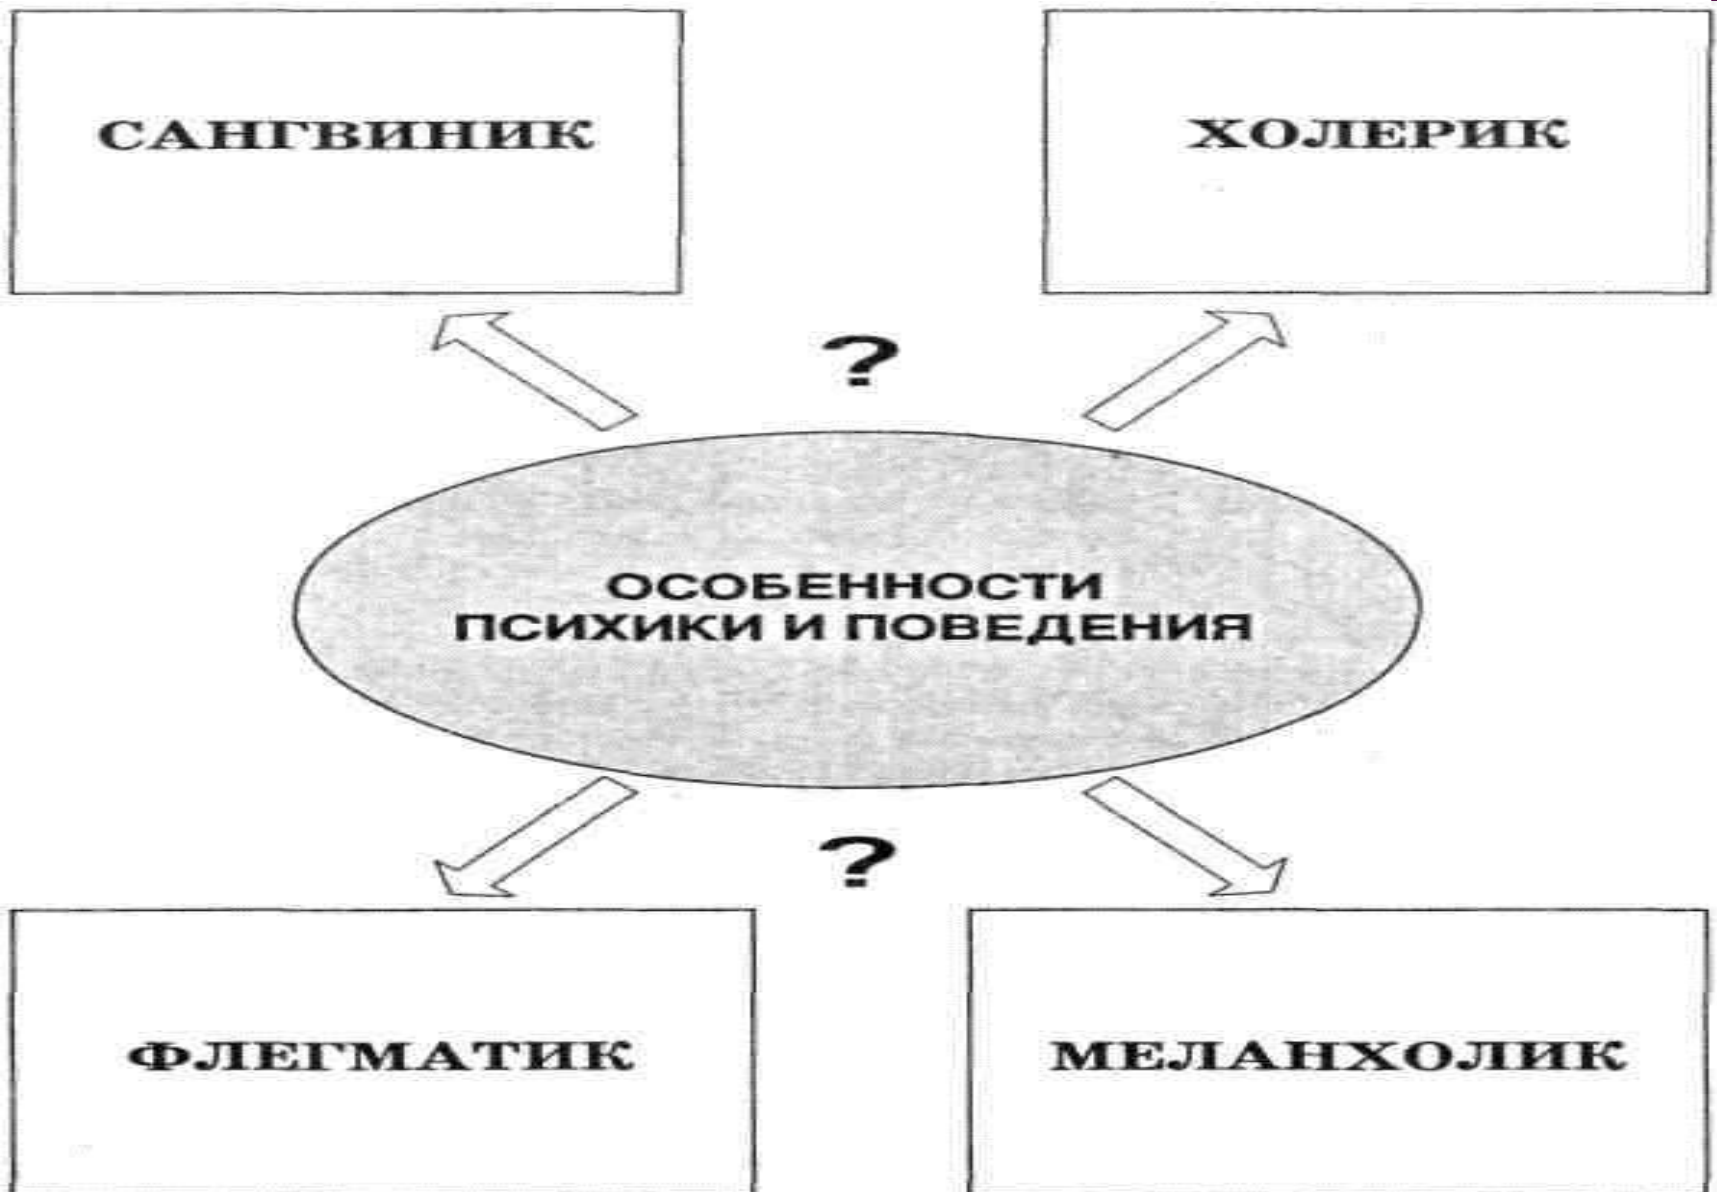 САНГВИНИК
ХОЛЕРИК
?
ОСОБЕННОСТИ
ПСИХИКИ И ПОВЕДЕНИЯ
?
ФЛЕГМАТИК
МЕЛАНХОЛИК